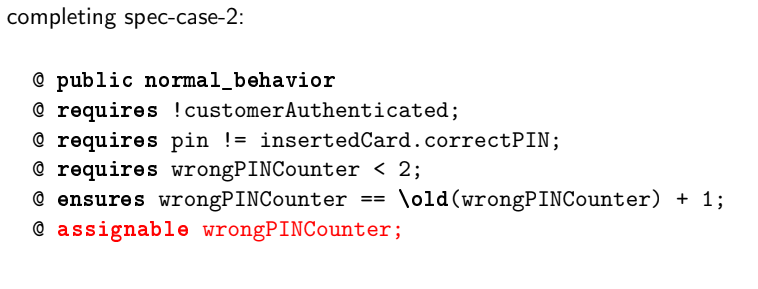 completing spec-case-2:
@ public normal_behavior
@ requires !customerAuthenticated;
@ requires pin != insertedCard.correctPIN;
@ requires wrongPINCounter < 2;
@ ensures wrongPINCounter == \old(wrongPINCounter) + 1;
@ assignable wrongPINCounter;